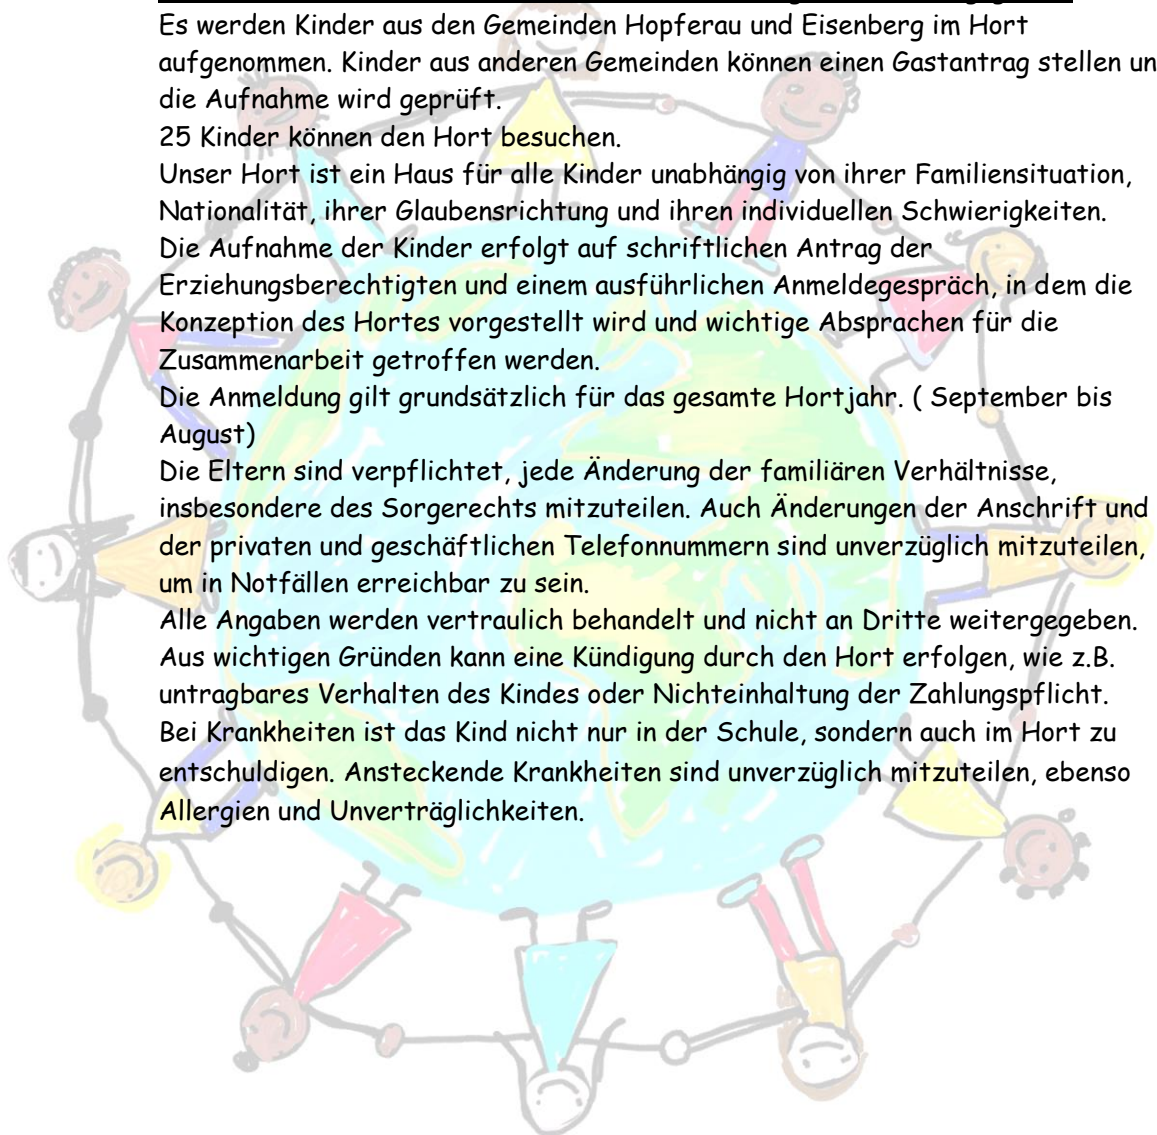 Es werden Kinder aus den Gemeinden Hopferau und Eisenberg im Hort
aufgenommen. Kinder aus anderen Gemeinden können einen Gastantrag stellen un
die Aufnahme wird geprüft.
25 Kinder können den Hort besuchen.
Unser Hort ist ein Haus für alle Kinder unabhängig von ihrer Familiensituation,
Nationalität, ihrer Glaubensrichtung und ihren individuellen Schwierigkeiten.
Die Aufnahme der Kinder erfolgt auf schriftlichen Antrag der
Erziehungsberechtigten und einem ausführlichen Anmeldegespräch, in dem die
Konzeption des Hortes vorgestellt wird und wichtige Absprachen für die
Zusammenarbeit getroffen werden.
Die Anmeldung gilt grundsätzlich für das gesamte Hortjahr. ( September bis
August)
Die Eltern sind verpflichtet, jede Änderung der familiären Verhältnisse,
insbesondere des Sorgerechts mitzuteilen. Auch Änderungen der Anschrift und
der privaten und geschäftlichen Telefonnummern sind unverzüglich mitzuteilen,
um in Notfällen erreichbar zu sein.
Alle Angaben werden vertraulich behandelt und nicht an Dritte weitergegeben.
Aus wichtigen Gründen kann eine Kündigung durch den Hort erfolgen, wie z.B.
untragbares Verhalten des Kindes oder Nichteinhaltung der Zahlungspflicht.
Bei Krankheiten ist das Kind nicht nur in der Schule, sondern auch im Hort zu
entschuldigen. Ansteckende Krankheiten sind unverzüglich mitzuteilen, ebenso
Allergien und Unverträglichkeiten.